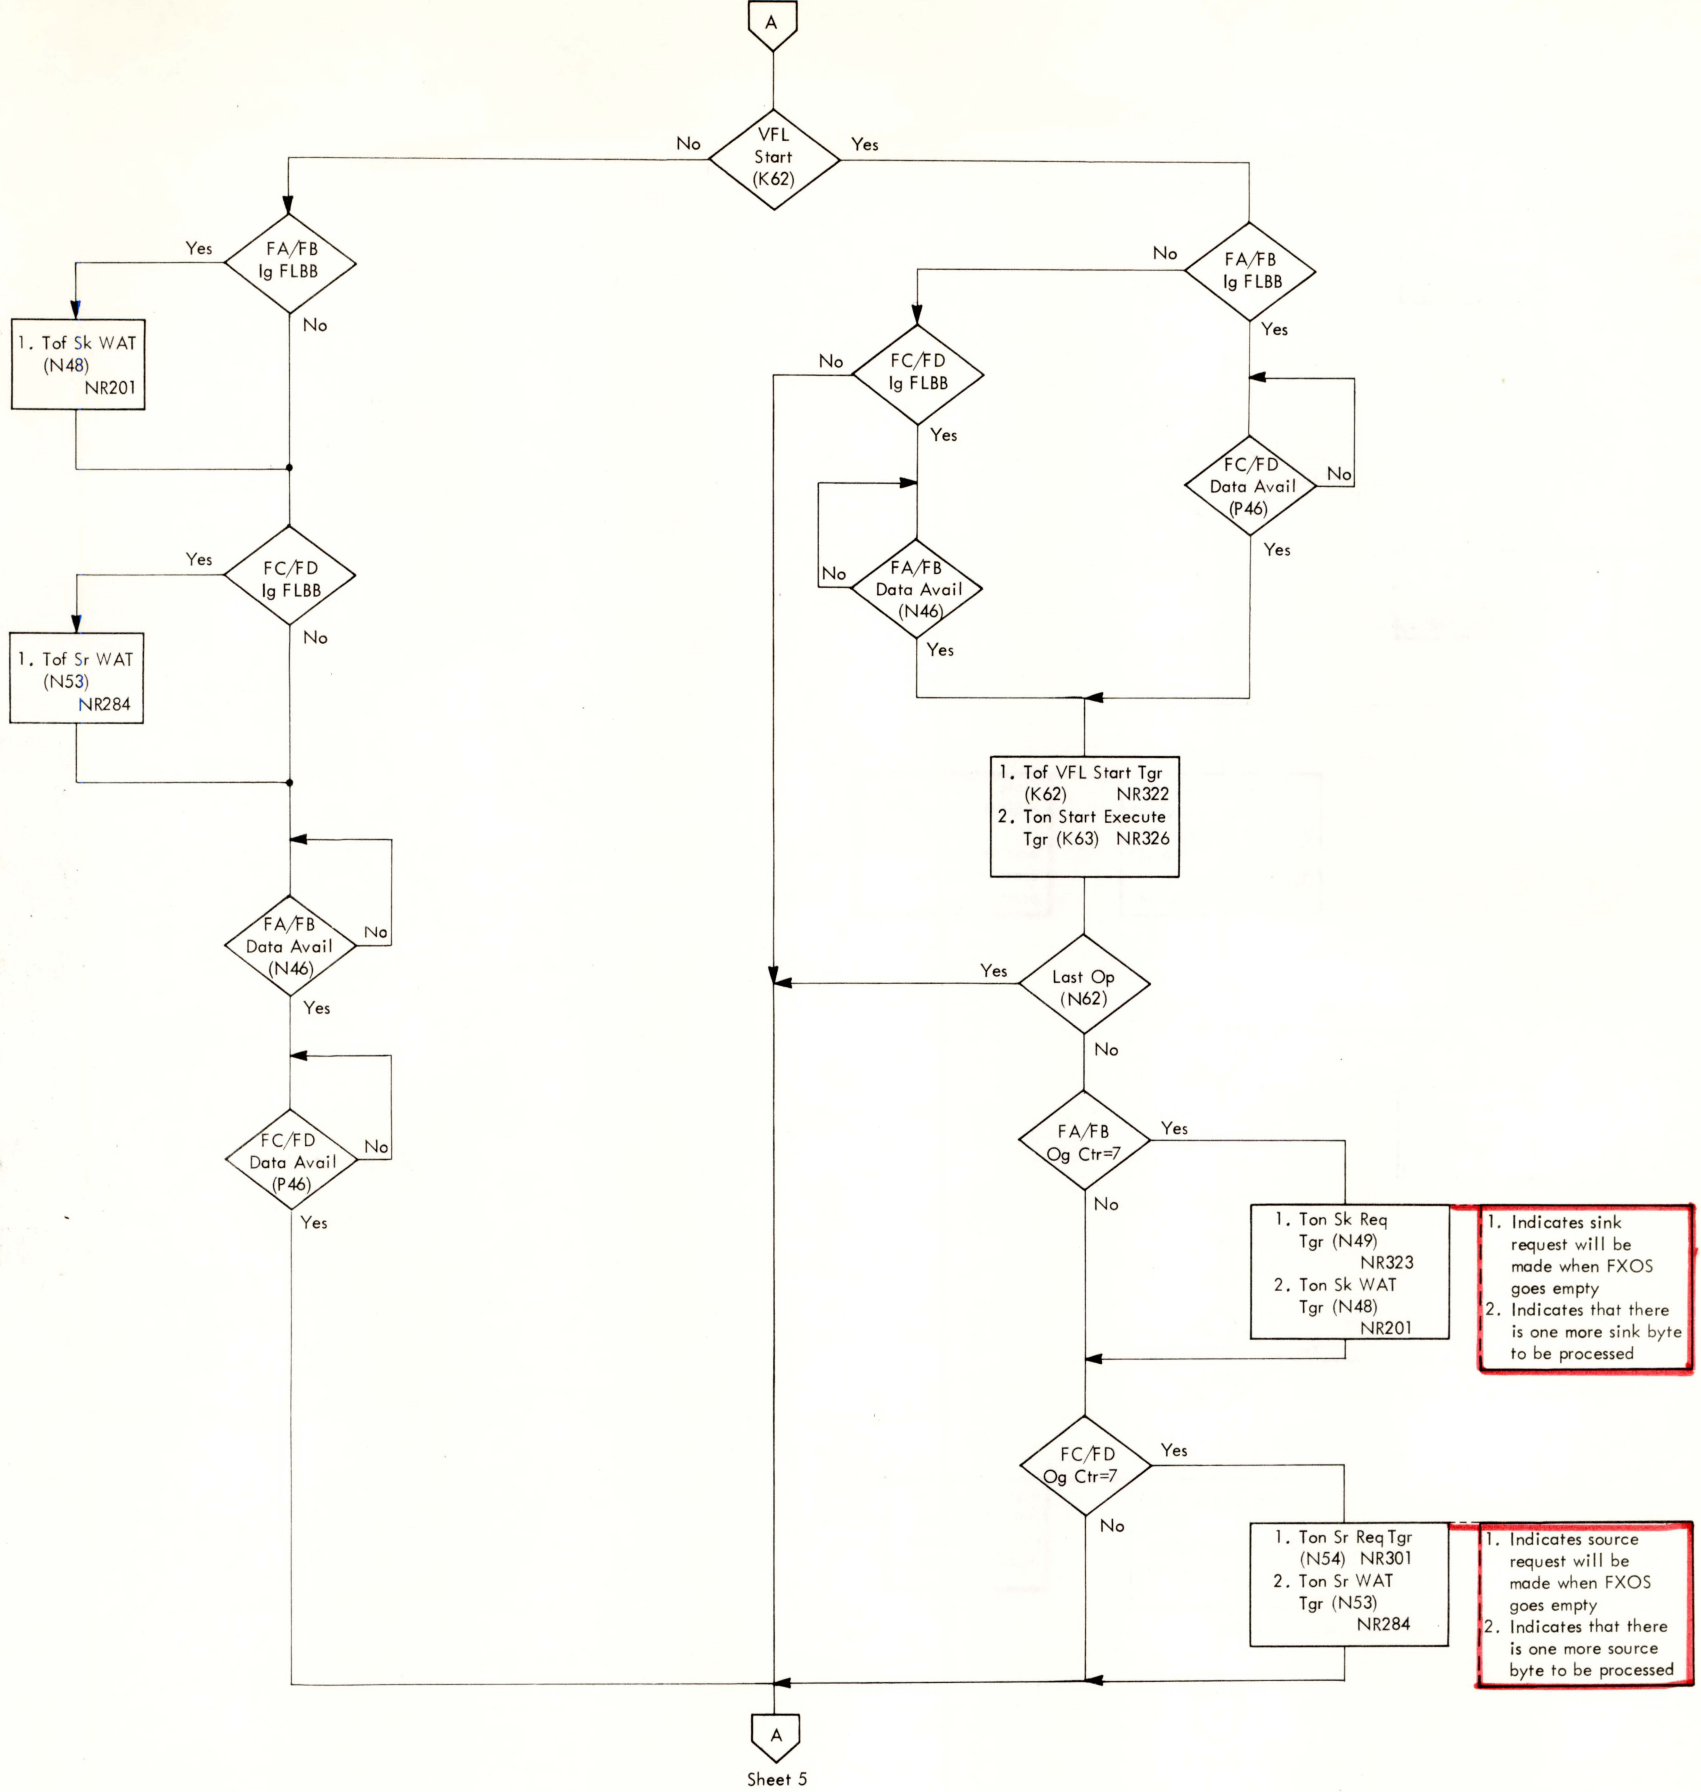 A
VFL
Start
(K62)
No
Yes
FA/FB
Ig FLBB
Yes
No
1. Tof Sk WAT
(N48)
NR201
FC/FD
Ig FLBB
Yes
No
1. Tof Sr WAT
(N53)
NR284
FA/FB
Data Avail
(N46)
No
Yes
FC/FD
Data Avail
(P46)
No
Yes
FA/FB
Ig FLBB
No
Yes
FC/FD
Ig FLBB
No
Yes
FA/FB
Data Avail
(N46)
No
Yes
FC/FD
Data Avail
(P46)
No
Yes
1. Tof VFL Start Tgr
(K62) NR322
2. Ton Start Execute
Tgr (K63) NR326
Last Op
(N62)
Yes
No
FA/FB
Og Ctr=7
Yes
No
1. Ton Sk Req
Tgr (N49)
NR323
2. Ton Sk WAT
Tgr (N48)
NR201
1. Indicates sink
request will be
made when FXOS
goes empty
2. Indicates that there
is one more sink byte
to be processed
FC/FD
Og Ctr=7
Yes
No
1. Ton Sr Req Tgr
(N54) NR301
2. Ton Sr WAT
Tgr (N53)
NR284
1. Indicates source
request will be
made when FXOS
goes empty
2. Indicates that there
is one more source
byte to be processed
A
Sheet 5